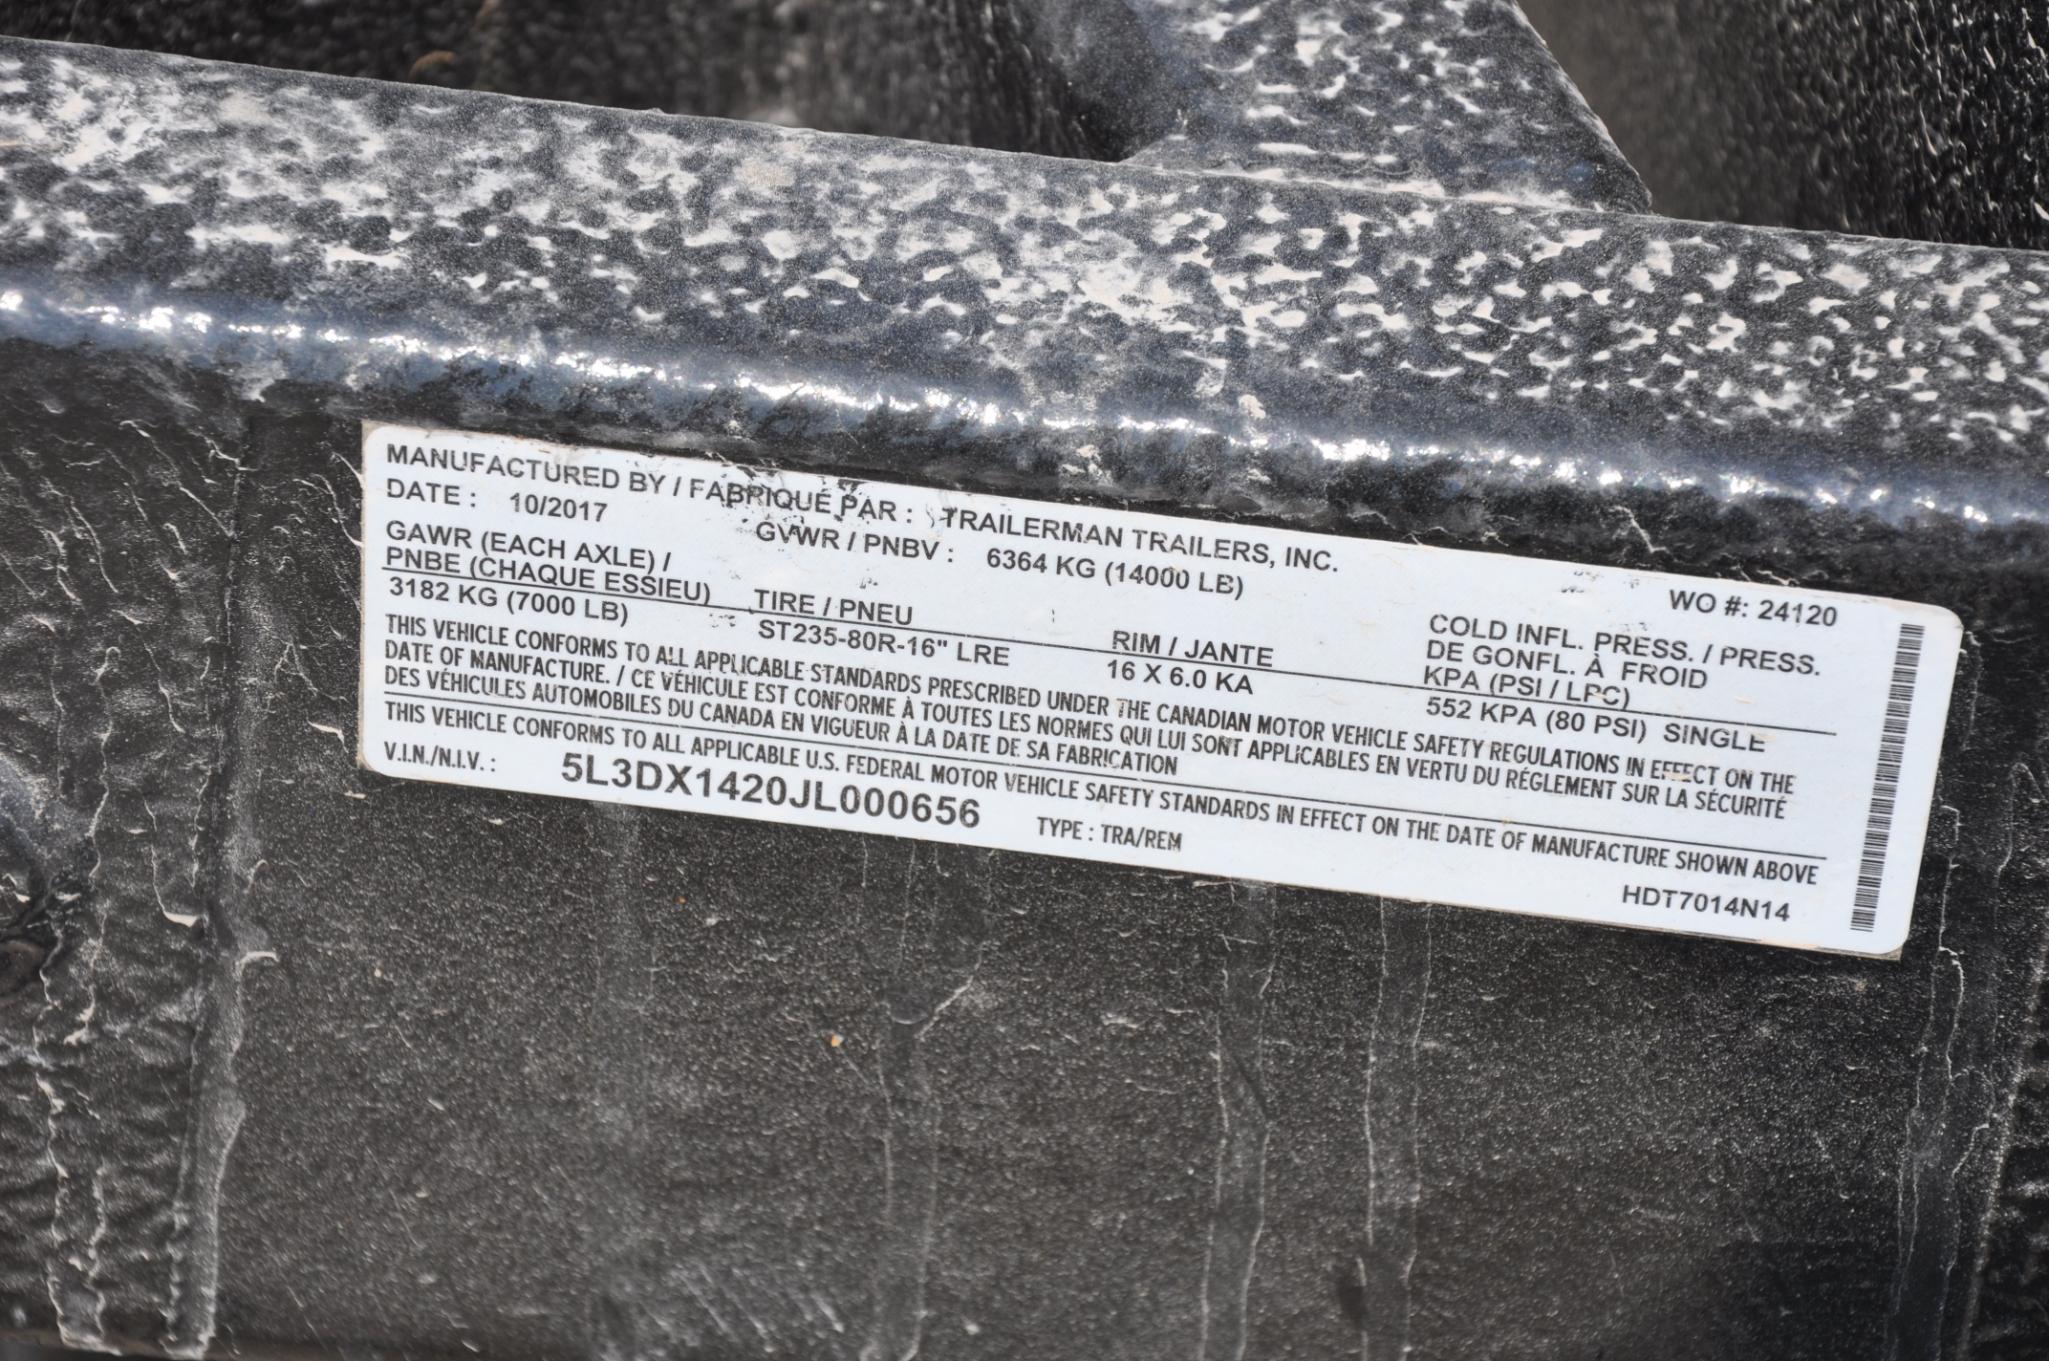 MANUFACTURED BY / FABRIQUÉ PAR : TRAILERMAN TRAILERS, INC.
DATE : 10/2017 GVWR / PNBV : 6364 KG (14000 LB)
WO #: 24120
GAWR (EACH AXLE) /
PNBE (CHAQUE ESSIEU) TIRE / PNEU RIM / JANTE COLD INFL. PRESS. / PRESS.
DE GONFL. À FROID
KPA (PSI / LPC)
3182 KG (7000 LB) ST235-80R-16" LRE 16 X 6.0 KA 552 KPA (80 PSI) SINGLE
THIS VEHICLE CONFORMS TO ALL APPLICABLE STANDARDS PRESCRIBED UNDER THE CANADIAN MOTOR VEHICLE SAFETY REGULATIONS IN EFFECT ON THE
DATE OF MANUFACTURE. / CE VÉHICULE EST CONFORME À TOUTES LES NORMES QUI LUI SONT APPLICABLES EN VERTU DU RÉGLEMENT SUR LA SÉCURITÉ
DES VÉHICULES AUTOMOBILES DU CANADA EN VIGUEUR À LA DATE DE SA FABRICATION
THIS VEHICLE CONFORMS TO ALL APPLICABLE U.S. FEDERAL MOTOR VEHICLE SAFETY STANDARDS IN EFFECT ON THE DATE OF MANUFACTURE SHOWN ABOVE
V.I.N./N.I.V. : 5L3DX1420JL000656 TYPE : TRA/REM HDT7014N14